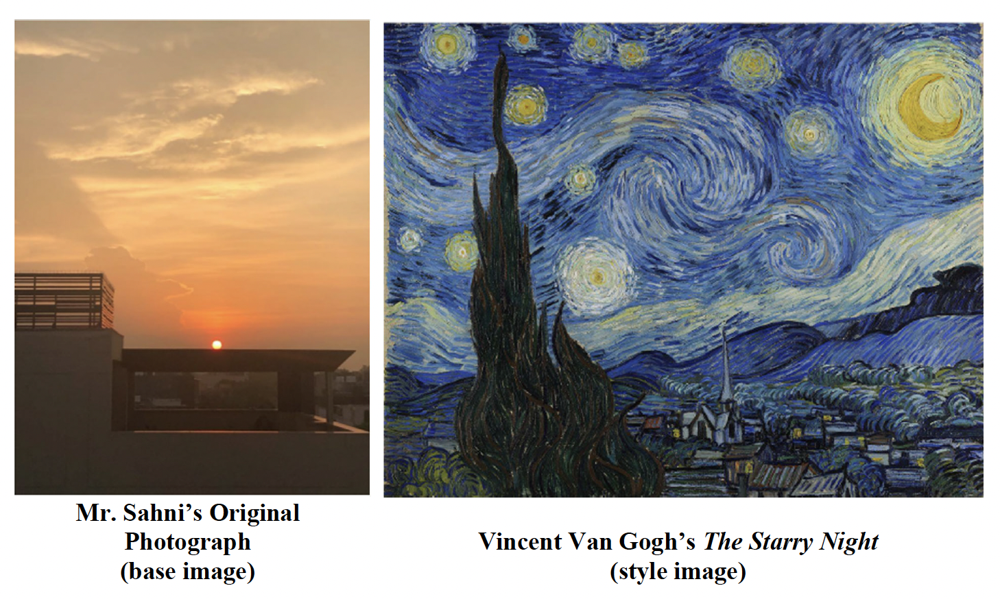 Mr. Sahni’s Original
Photograph
(base image)
Vincent Van Gogh’s The Starry Night
(style image)